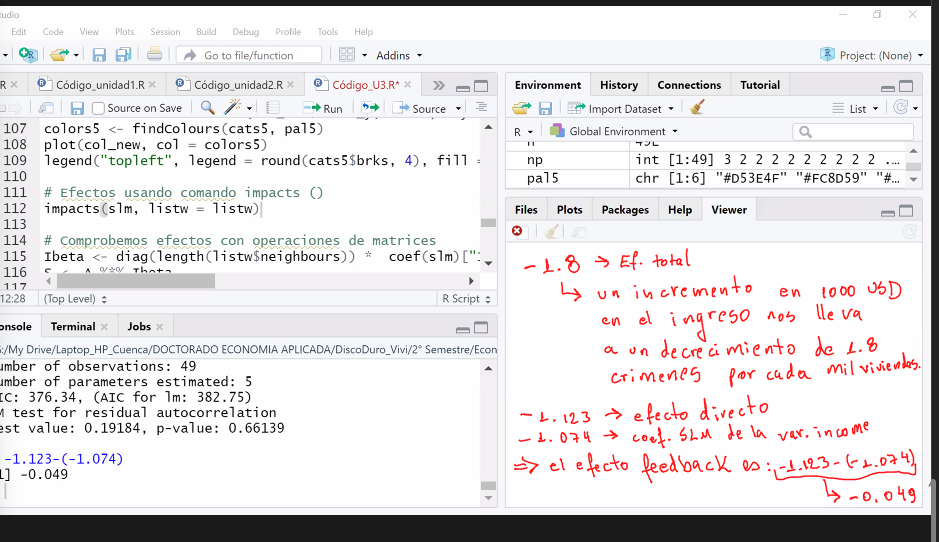 tudio
Edit Code View Plots Session Build Debug Profile Tools Help
Go to file/function Addins Project: (None)
R Código_unidad1.R Código_unidad2.R Código_U3.R*
Source on Save Run Source
107 colors5 <- findColours(cats5, pal5)
108 plot(col_new, col = colors5)
109 legend("topleft", legend = round(cats5$brks, 4), fill =
110
111 # Efectos usando comando impacts ()
112 impacts(slm, listw = listw)
113
114 # Comprobemos efectos con operaciones de matrices
115 Ibeta <- diag(length(listw$neighbours)) * coef(slm)["
116 S <- A %*% Ibeta
117
12:28 (Top Level) R Script
onsole Terminal Jobs
G:/My Drive/Laptop_HP_Cuenca/DOCTORADO ECONOMIA APLICADA/DiscoDuro_Vivi/2° Semestre/Econ
umber of observations: 49
umber of parameters estimated: 5
IC: 376.34, (AIC for lm: 382.75)
M test for residual autocorrelation
est value: 0.19184, p-value: 0.66139
-1.123-(-1.074)
1] -0.049
Environment History Connections Tutorial
Import Dataset List
R Global Environment
n 49L
np int [1:49] 3 2 2 2 2 2 2 2 2 2 ...
pal5 chr [1:6] "#D53E4F" "#FC8D59" "#…
Files Plots Packages Help Viewer
-1.8 → Ef. total
↳ un incremento en 1000 USD
en el ingreso nos lleva
a un decrecimiento de 1.8
crimenes por cada mil viviendas.
-1.123 → efecto directo
-1.074 → coef. SLM de la var. income
⇒ el efecto feedback es: -1.123-(-1.074)
↳ -0.049